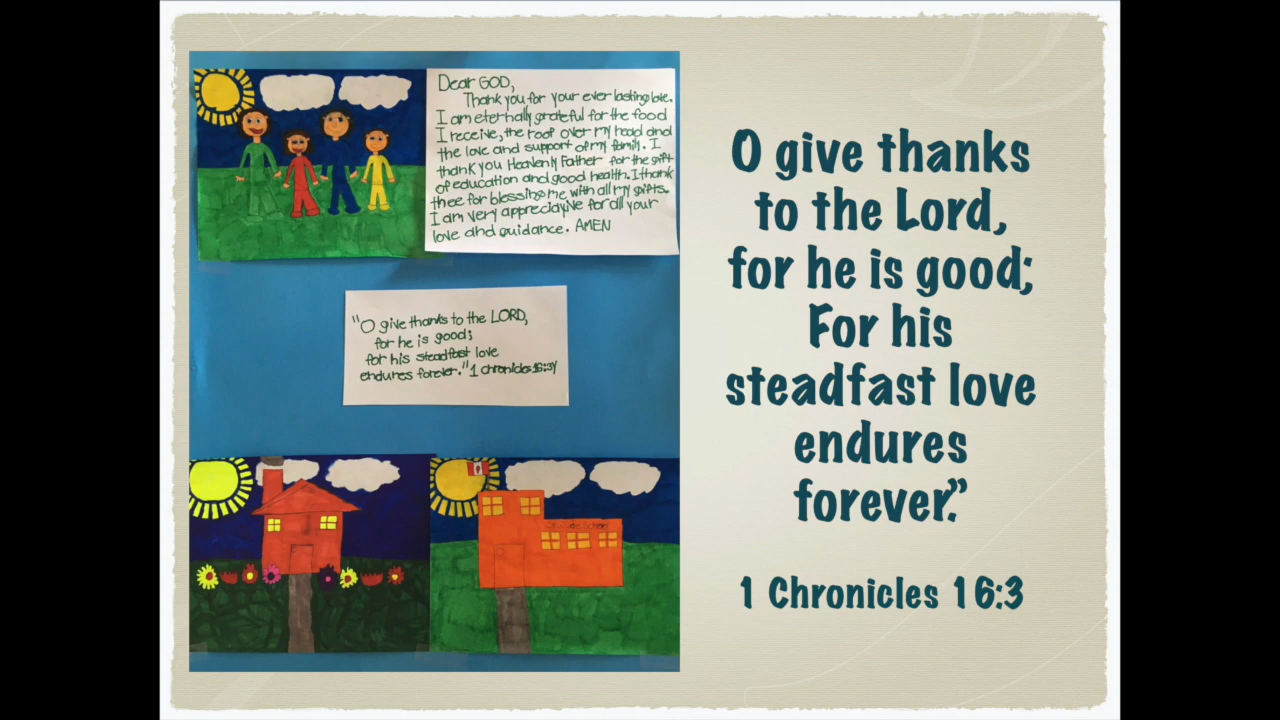 Dear GOD,
Thank you for your ever lasting love.
I am eternally grateful for the food
I receive, the roof over my head and
the love and support of my family. I
thank you Heavenly Father for the gift
of education and good health. I thank
thee for blessing me with all my gifts.
I am very appreciative for all your
love and guidance. AMEN
"O give thanks to the LORD,
for he is good;
for his steadfast love
endures forever." 1 Chronicles 16:34
School
O give thanks
to the Lord,
for he is good;
For his
steadfast love
endures
forever."
1 Chronicles 16:3